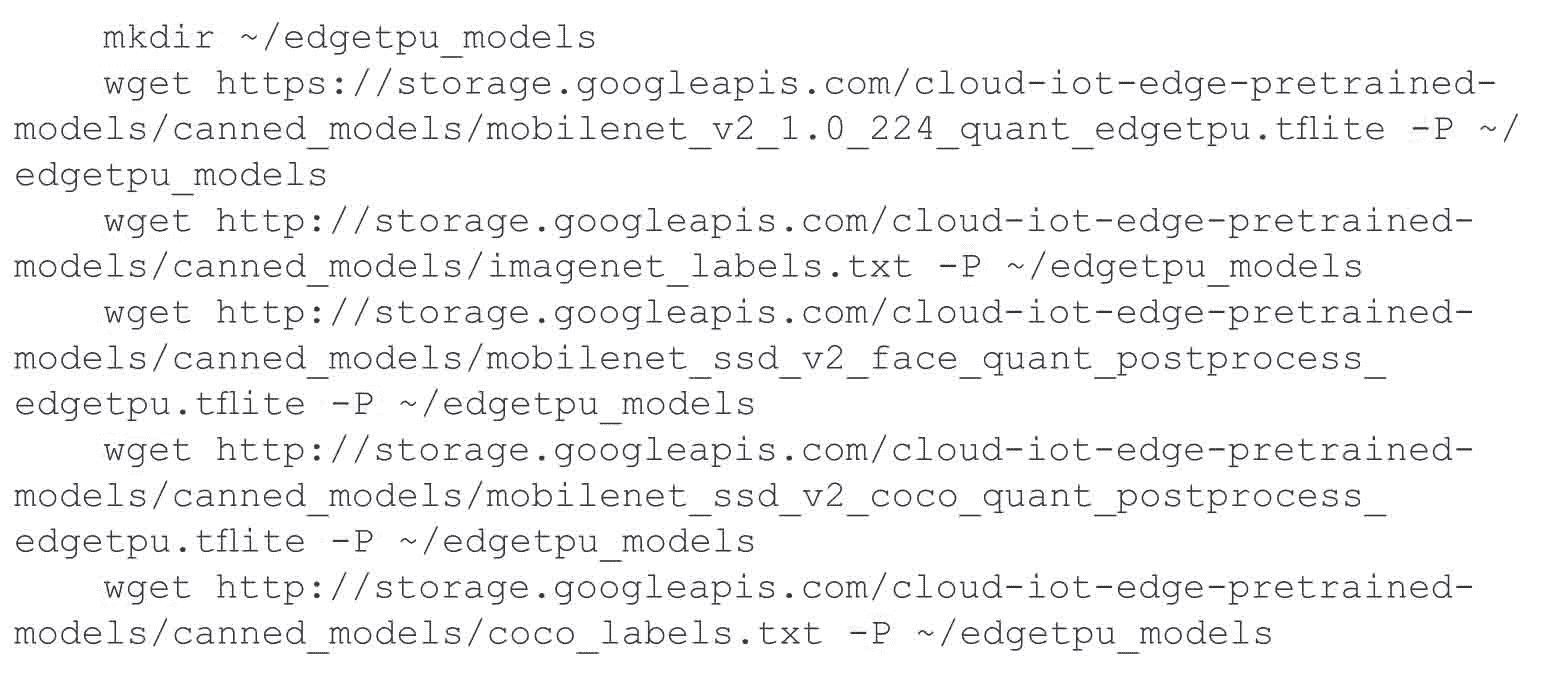 mkdir ~/edgetpu_models
wget https://storage.googleapis.com/cloud-iot-edge-pretrained-
models/canned_models/mobilenet_v2_1.0_224_quant_edgetpu.tflite -P ~/
edgetpu_models
wget http://storage.googleapis.com/cloud-iot-edge-pretrained-
models/canned_models/imagenet_labels.txt -P ~/edgetpu_models
wget http://storage.googleapis.com/cloud-iot-edge-pretrained-
models/canned_models/mobilenet_ssd_v2_face_quant_postprocess_
edgetpu.tflite -P ~/edgetpu_models
wget http://storage.googleapis.com/cloud-iot-edge-pretrained-
models/canned_models/mobilenet_ssd_v2_coco_quant_postprocess_
edgetpu.tflite -P ~/edgetpu_models
wget http://storage.googleapis.com/cloud-iot-edge-pretrained-
models/canned_models/coco_labels.txt -P ~/edgetpu_models